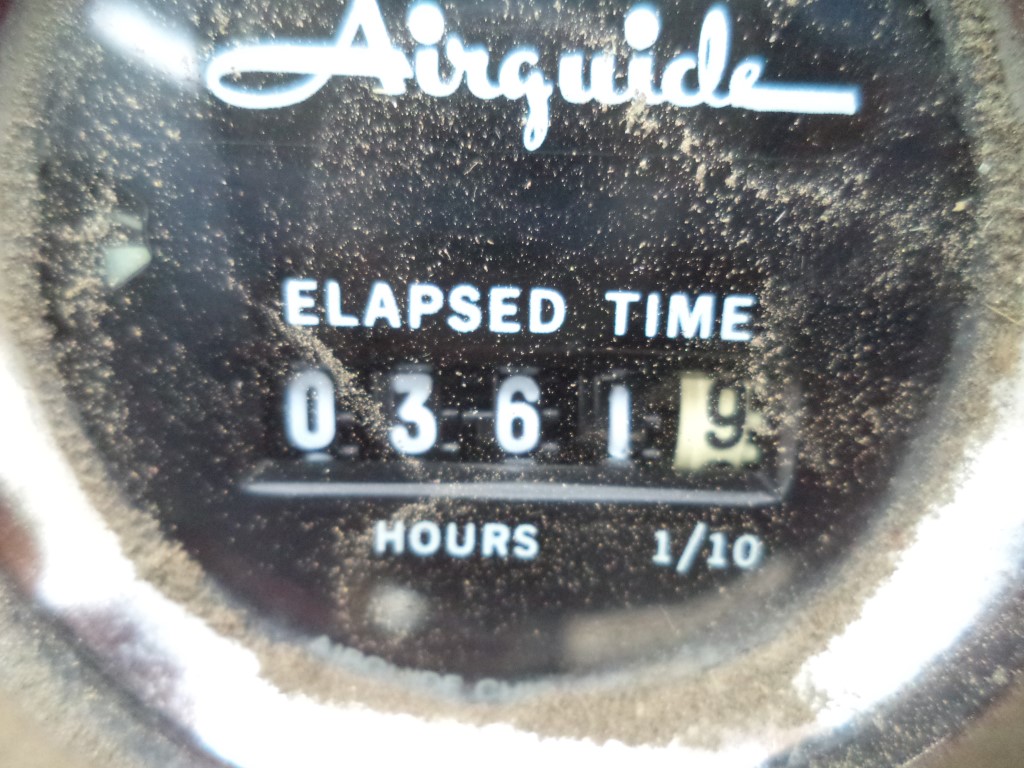 Airguide
ELAPSED TIME
0 3 6 1 9
HOURS 1/10